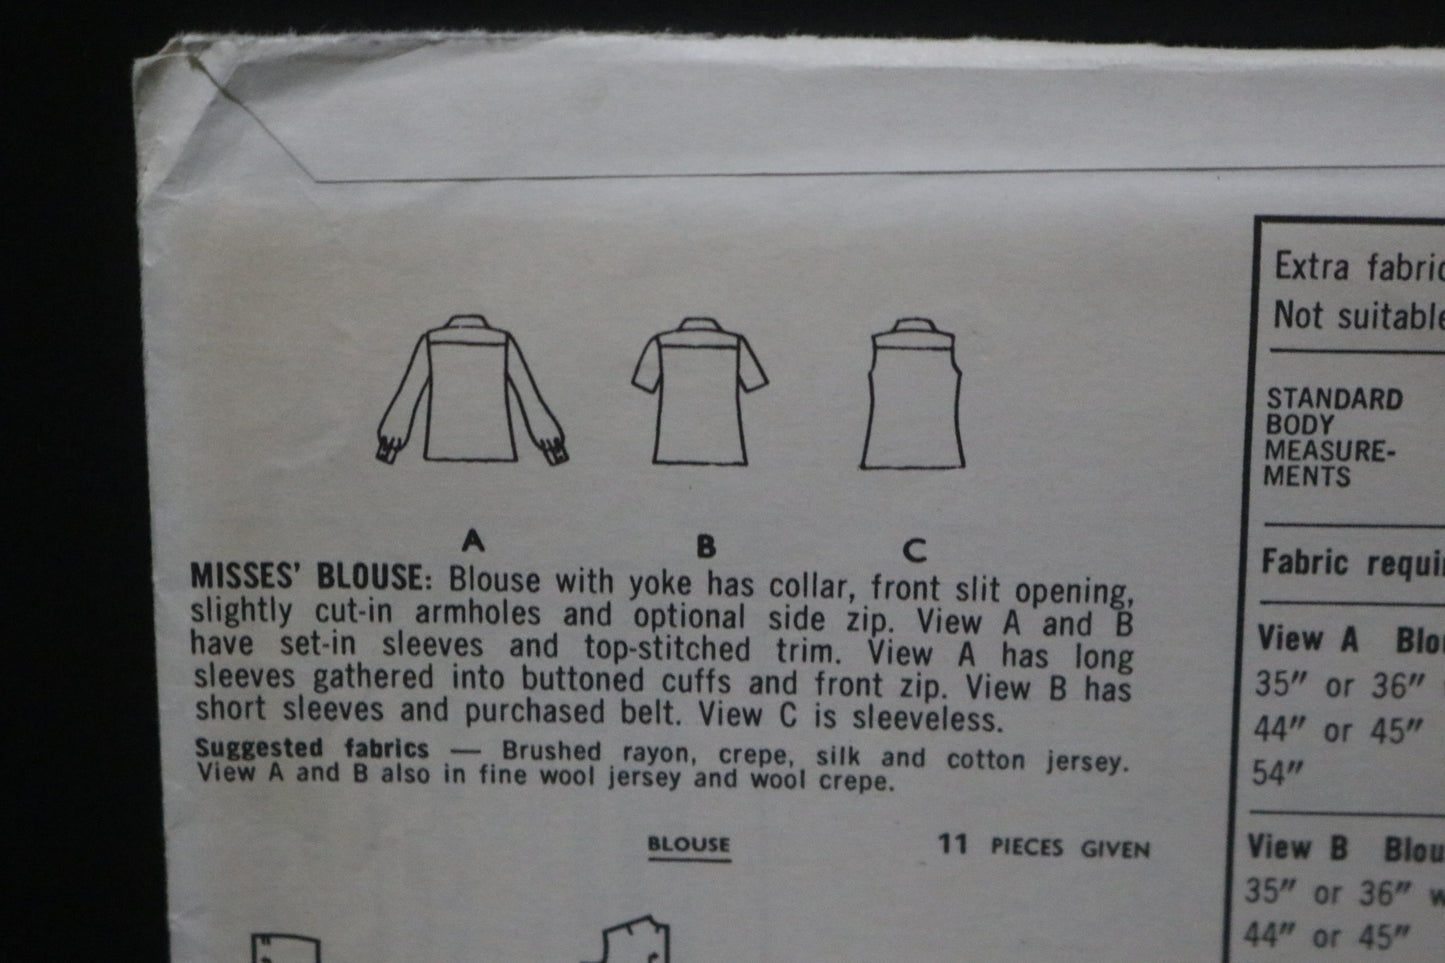 A B C
MISSES' BLOUSE: Blouse with yoke has collar, front slit opening,
slightly cut-in armholes and optional side zip. View A and B
have set-in sleeves and top-stitched trim. View A has long
sleeves gathered into buttoned cuffs and front zip. View B has
short sleeves and purchased belt. View C is sleeveless.
Suggested fabrics — Brushed rayon, crepe, silk and cotton jersey.
View A and B also in fine wool jersey and wool crepe.
BLOUSE 11 PIECES GIVEN
Extra
Not
STANDARD
BODY
MEASURE-
MENTS
Fabric
View A
35" or 36"
44" or 45"
54"
View B
35" or 36"
44" or 45"